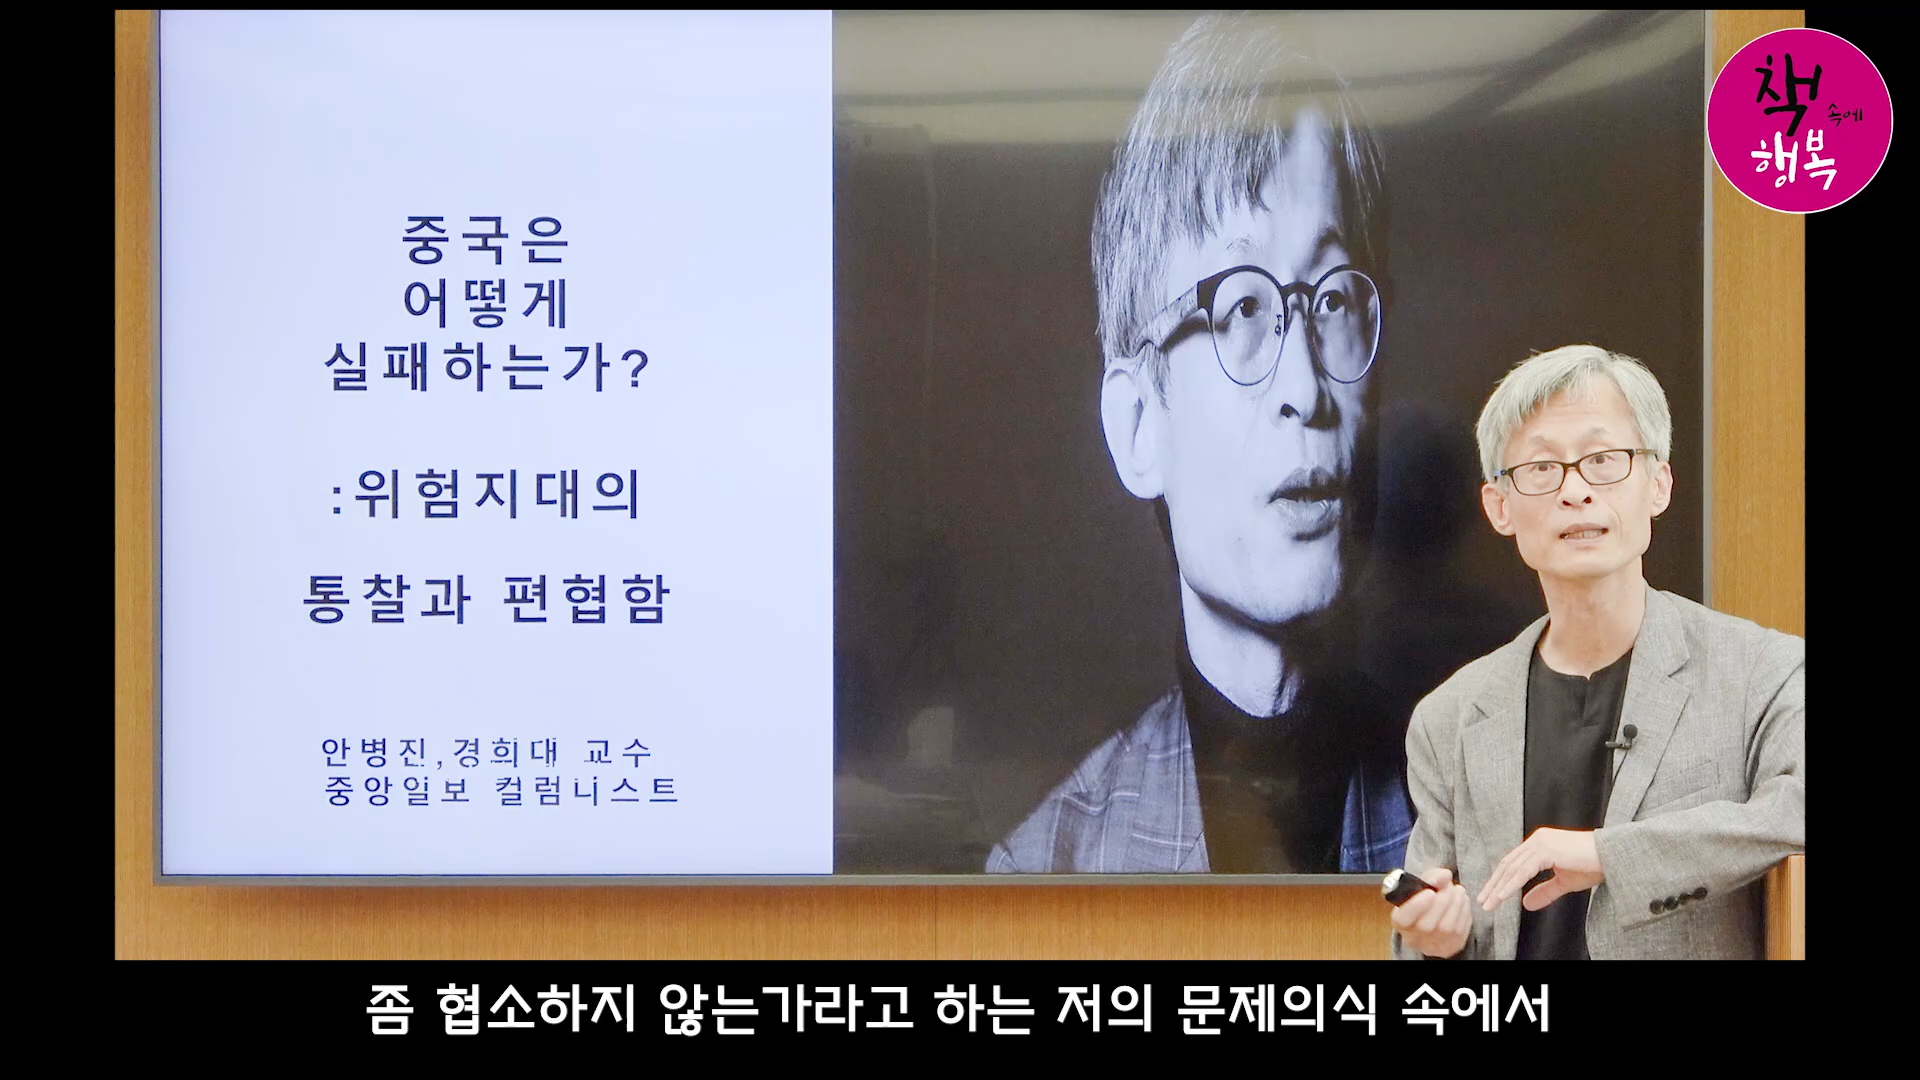 중국은
어떻게
실패하는가?
:위험지대의
통찰과 편협함
안병진,경희대 교수
중앙일보 컬럼니스트
책 속에
행복
좀 협소하지 않는가라고 하는 저의 문제의식 속에서